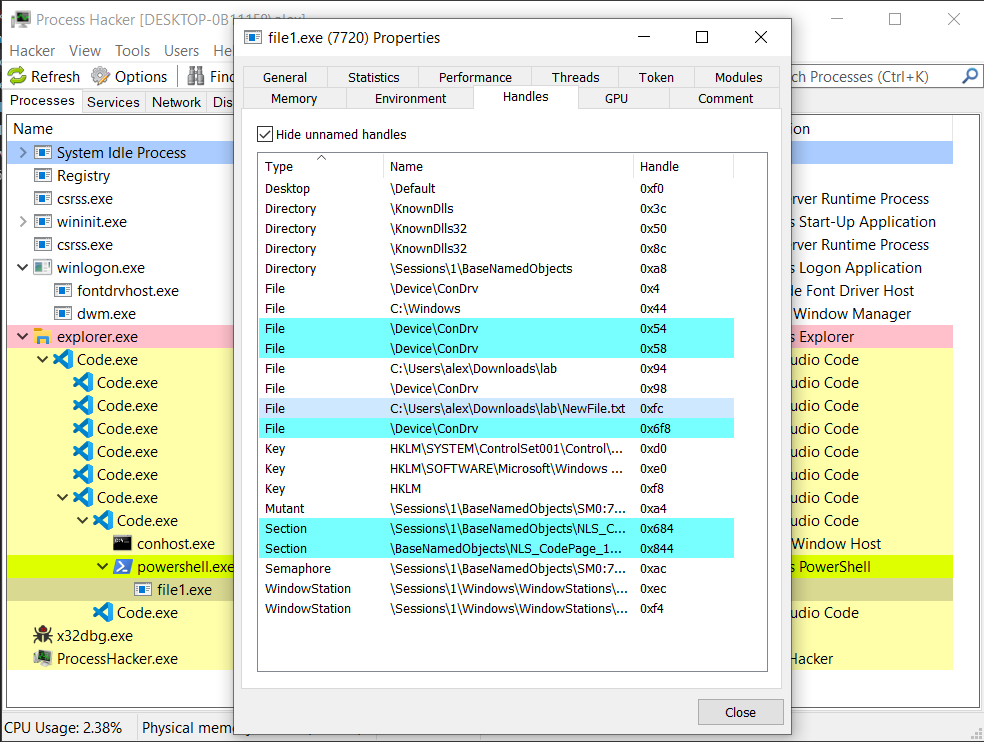 Process Hacker [DESKTOP-0B11158\alex]
Hacker View Tools Users He
Refresh Options Find
ch Processes (Ctrl+K)
Processes Services Network Dis
Name
on
System Idle Process
Registry
csrss.exe
rver Runtime Process
wininit.exe
s Start-Up Application
csrss.exe
rver Runtime Process
winlogon.exe
s Logon Application
fontdrvhost.exe
de Font Driver Host
dwm.exe
Window Manager
explorer.exe
s Explorer
Code.exe
udio Code
Code.exe
udio Code
Code.exe
udio Code
Code.exe
udio Code
Code.exe
udio Code
Code.exe
udio Code
Code.exe
udio Code
Code.exe
udio Code
conhost.exe
Window Host
powershell.exe
s PowerShell
file1.exe
Code.exe
udio Code
x32dbg.exe
ProcessHacker.exe
Hacker
CPU Usage: 2.38%
Physical mem
file1.exe (7720) Properties
General Statistics Performance Threads Token Modules
Memory Environment Handles GPU Comment
Hide unnamed handles
Type Name Handle
Desktop \Default 0xf0
Directory \KnownDlls 0x3c
Directory \KnownDlls32 0x50
Directory \KnownDlls32 0x8c
Directory \Sessions\1\BaseNamedObjects 0xa8
File \Device\ConDrv 0x4
File C:\Windows 0x44
File \Device\ConDrv 0x54
File \Device\ConDrv 0x58
File C:\Users\alex\Downloads\lab 0x94
File \Device\ConDrv 0x98
File C:\Users\alex\Downloads\lab\NewFile.txt 0xfc
File \Device\ConDrv 0x6f8
Key HKLM\SYSTEM\ControlSet001\Control\... 0xd0
Key HKLM\SOFTWARE\Microsoft\Windows ... 0xe0
Key HKLM 0xf8
Mutant \Sessions\1\BaseNamedObjects\SM0:7... 0xa4
Section \Sessions\1\BaseNamedObjects\NLS_C... 0x684
Section \BaseNamedObjects\NLS_CodePage_1... 0x844
Semaphore \Sessions\1\BaseNamedObjects\SM0:7... 0xac
WindowStation \Sessions\1\Windows\WindowStations\... 0xec
WindowStation \Sessions\1\Windows\WindowStations\... 0xf4
Close